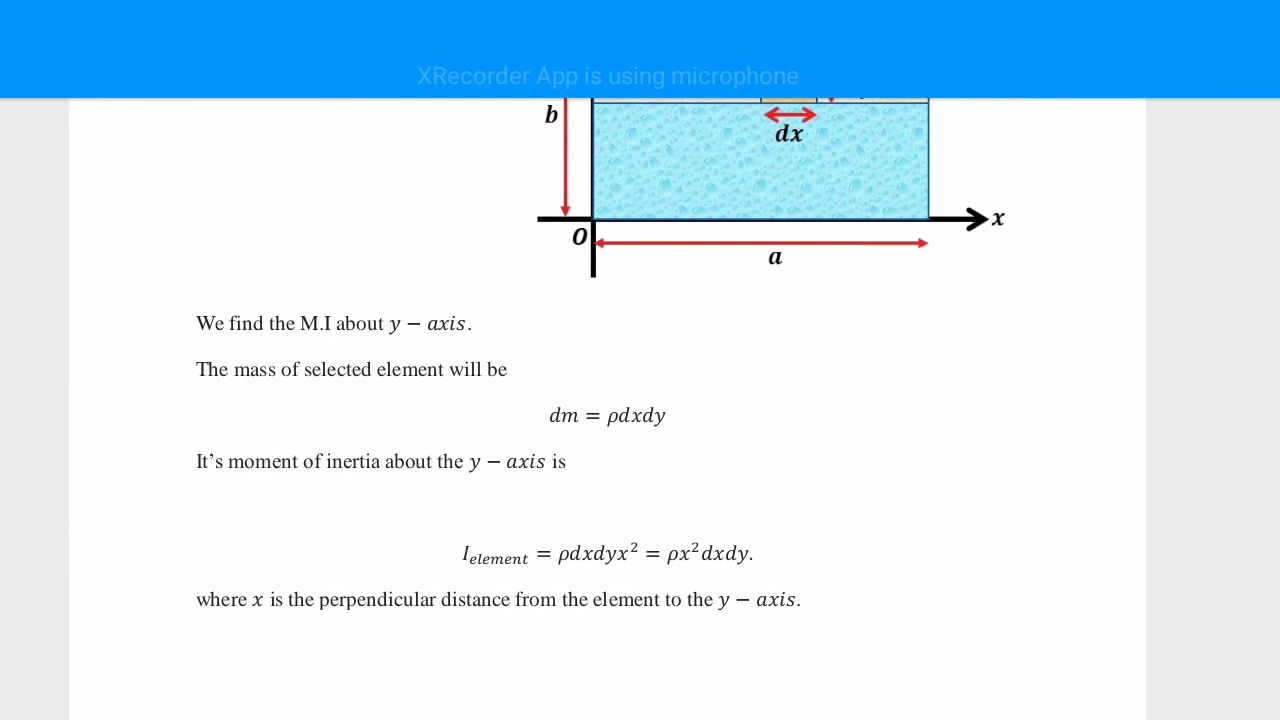 XRecorder App is using microphone
b
dx
x
O
a
We find the M.I about y − axis.
The mass of selected element will be
dm = ρdxdy
It’s moment of inertia about the y − axis is
I_element = ρdxdyx² = ρx²dxdy.
where x is the perpendicular distance from the element to the y − axis.